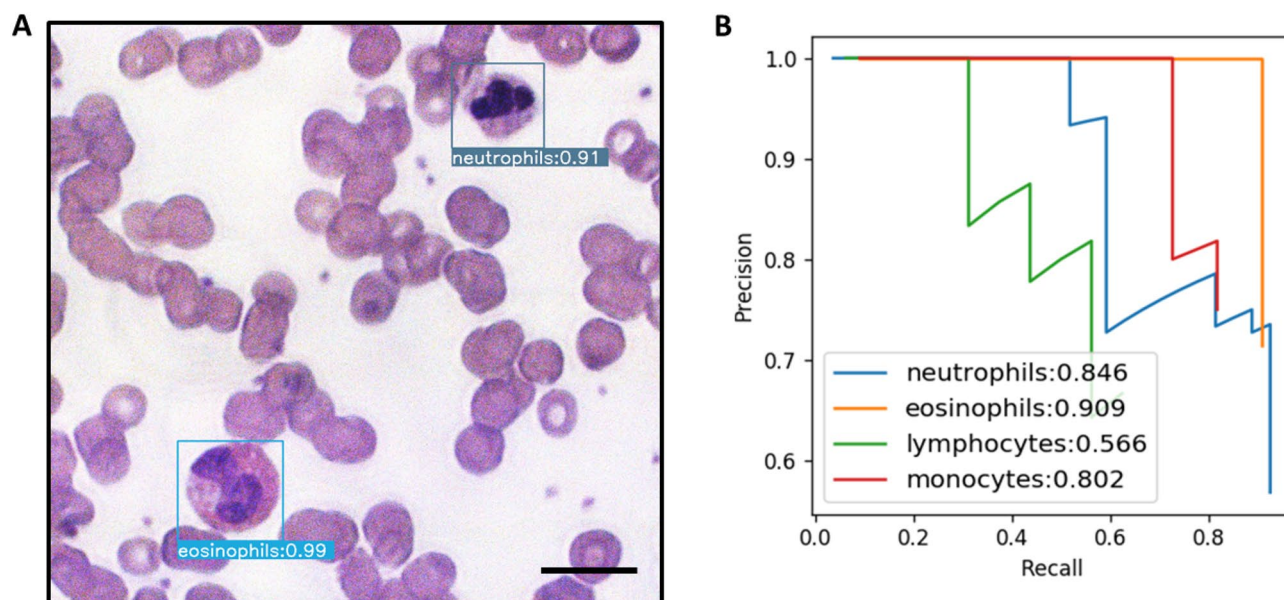 A
neutrophils:0.91
eosinophils:0.99
B
1.0
0.9
0.8
0.7
0.6
Precision
neutrophils:0.846
eosinophils:0.909
lymphocytes:0.566
monocytes:0.802
0.0 0.2 0.4 0.6 0.8
Recall